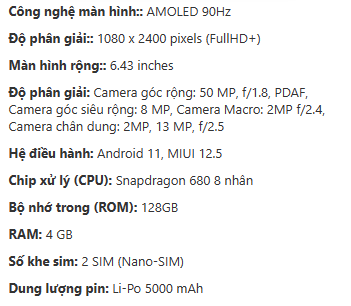 Công nghệ màn hình:: AMOLED 90Hz
Độ phân giải:: 1080 x 2400 pixels (FullHD+)
Màn hình rộng:: 6.43 inches
Độ phân giải: Camera góc rộng: 50 MP, f/1.8, PDAF,
Camera góc siêu rộng: 8 MP, Camera Macro: 2MP f/2.4,
Camera chân dung: 2MP, 13 MP, f/2.5
Hệ điều hành: Android 11, MIUI 12.5
Chip xử lý (CPU): Snapdragon 680 8 nhân
Bộ nhớ trong (ROM): 128GB
RAM: 4 GB
Số khe sim: 2 SIM (Nano-SIM)
Dung lượng pin: Li-Po 5000 mAh